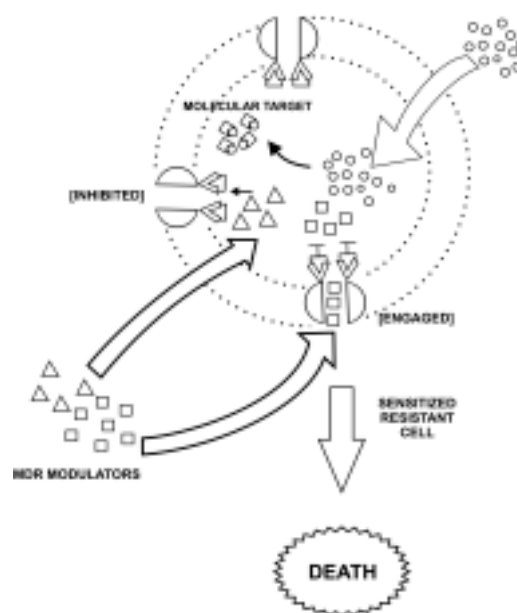 MOLECULAR TARGET
[INHIBITED]
[ENGAGED]
SENSITIZED
RESISTANT
CELL
MDR MODULATORS
DEATH